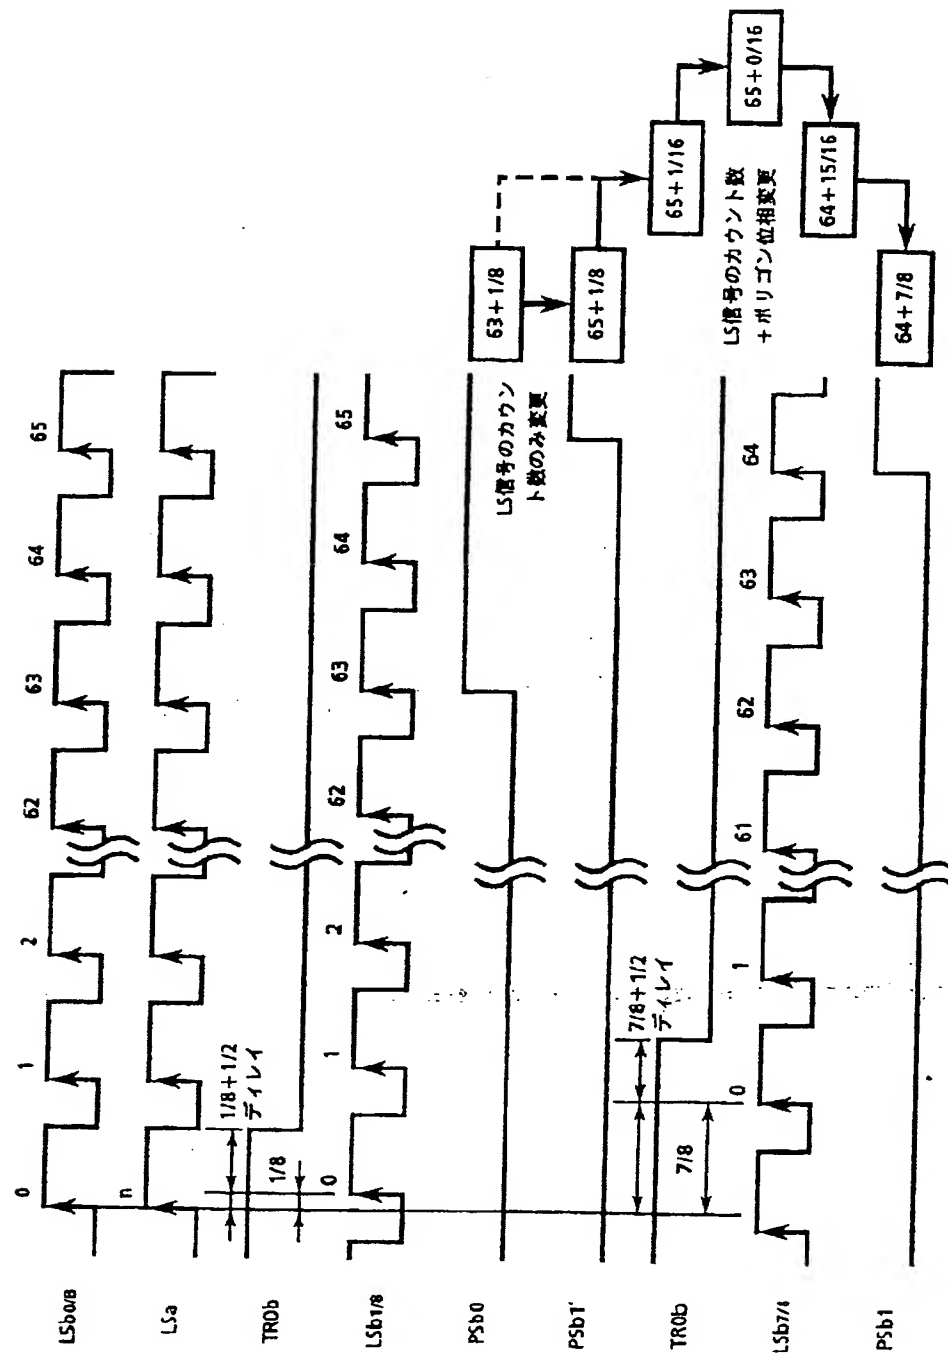 LSb0/8
0
1
2
62
63
64
65
LSa
n
TR0b
1/8+1/2
ディレイ
1/8
LSb1/8
0
1
2
62
63
64
65
PSb0
LS信号のカウン
ト数のみ変更
63+1/8
PSb1'
65+1/8
65+1/16
65+0/16
64+15/16
64+7/8
LS信号のカウント数
+ポリゴン位相変更
TR0b
7/8+1/2
ディレイ
7/8
LSb7/8
0
1
61
62
63
64
PSb1